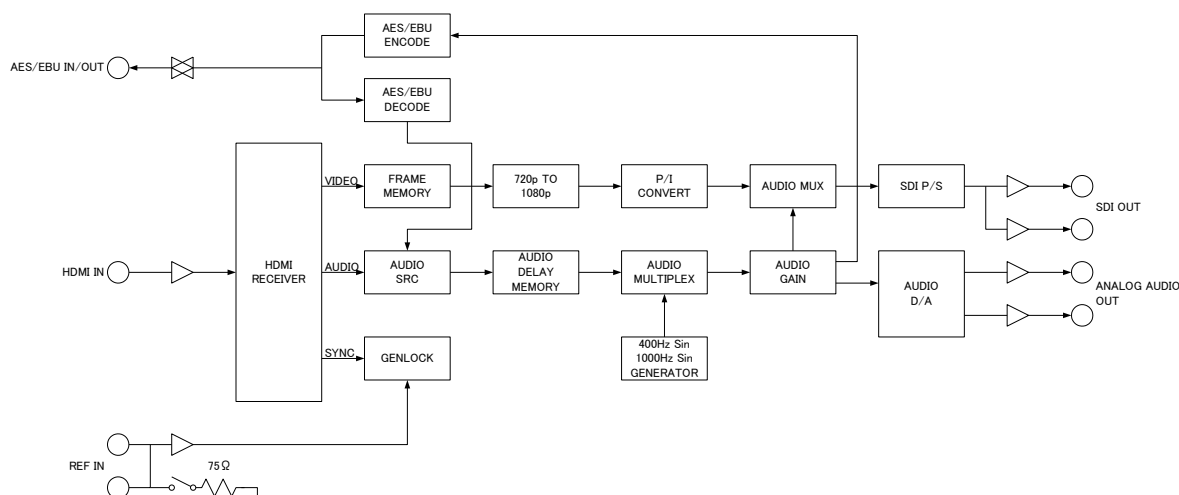 AES/EBU
ENCODE
AES/EBU IN/OUT
AES/EBU
DECODE
VIDEO
FRAME
MEMORY
720p TO
1080p
P/I
CONVERT
AUDIO MUX
SDI P/S
SDI OUT
HDMI IN
HDMI
RECEIVER
AUDIO
AUDIO
SRC
AUDIO
DELAY
MEMORY
AUDIO
MULTIPLEX
AUDIO
GAIN
AUDIO
D/A
ANALOG AUDIO
OUT
SYNC
GENLOCK
400Hz Sin
1000Hz Sin
GENERATOR
REF IN
75Ω